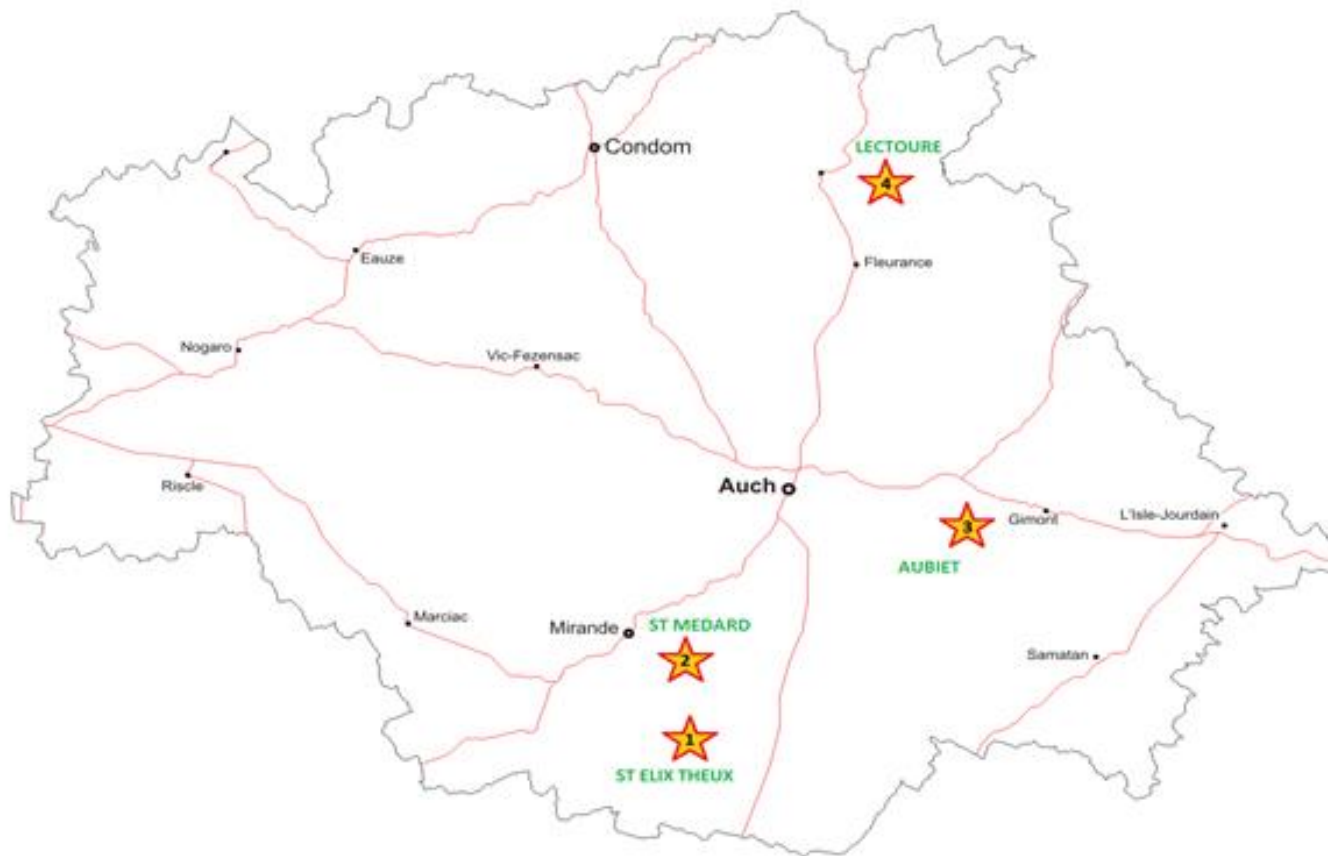 Condom
LECTOURE
4
Eauze
Fleurance
Nogaro
Vic-Fezensac
Riscle
Auch
Gimont
L'Isle-Jourdain
3
AUBIET
Marciac
Mirande
ST MEDARD
2
Samatan
1
ST ELIX THEUX